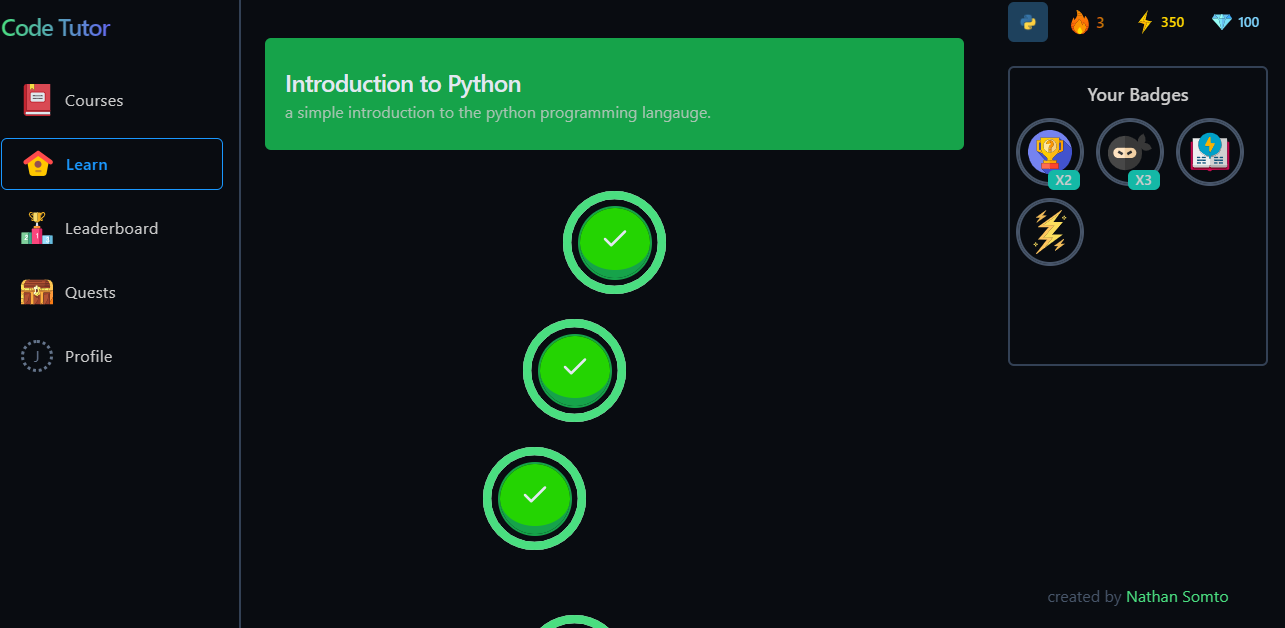 Code Tutor
Courses
Learn
Leaderboard
Quests
J
Profile
Introduction to Python
a simple introduction to the python programming langauge.
3
350
100
Your Badges
X2
X3
created by Nathan Somto